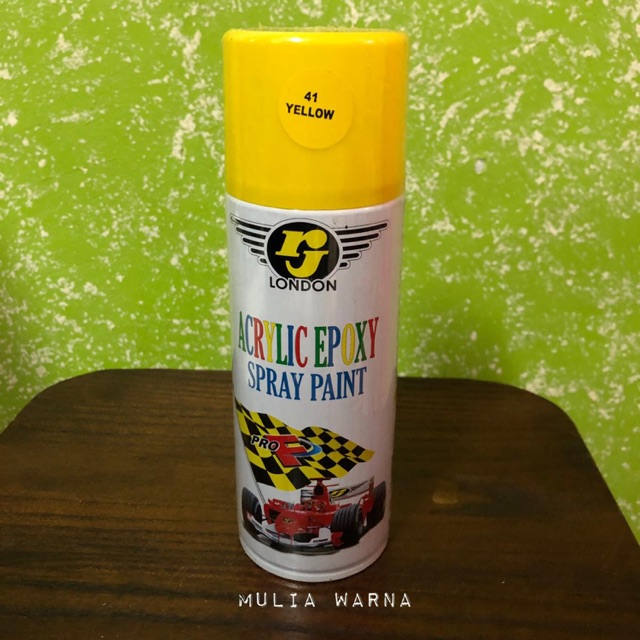 41
YELLOW
rj
LONDON
ACRYLIC EPOXY
SPRAY PAINT
PRO
MULIA WARNA